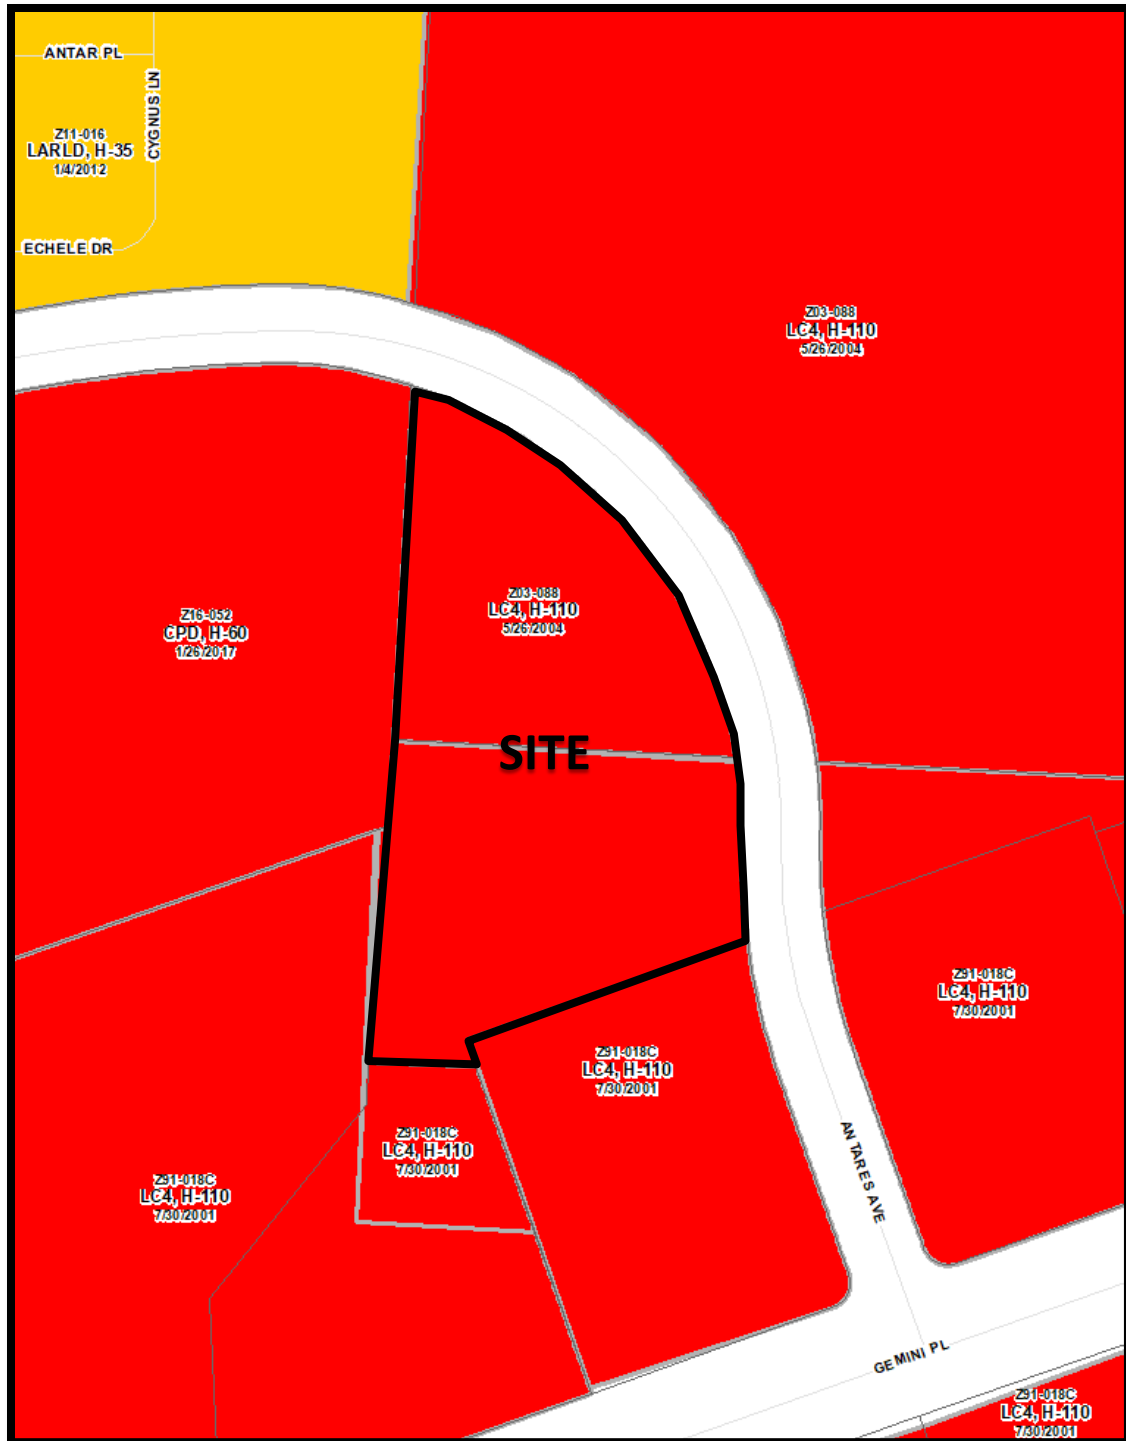 ANTAR PL
CYGNUS LN
Z11-016
LARLD, H-35
1/4/2012
ECHELE DR
Z03-088
LC4, H-110
5/26/2004
Z03-088
LC4, H-110
5/26/2004
Z16-052
CPD, H-60
1/26/2017
SITE
Z91-018C
LC4, H-110
7/30/2001
Z91-018C
LC4, H-110
7/30/2001
Z91-018C
LC4, H-110
7/30/2001
Z91-018C
LC4, H-110
7/30/2001
ANTARES AVE
GEMINI PL
Z91-018C
LC4, H-110
7/30/2001